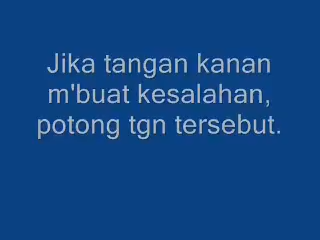 Jika tangan kanan
m'buat kesalahan,
potong tgn tersebut.